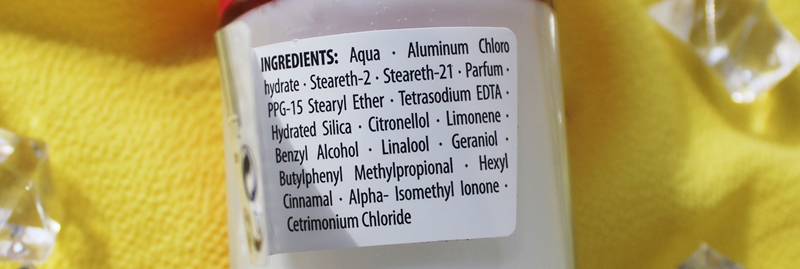 INGREDIENTS: Aqua · Aluminum Chloro
hydrate · Steareth-2 · Steareth-21 · Parfum ·
PPG-15 Stearyl Ether · Tetrasodium EDTA ·
Hydrated Silica · Citronellol · Limonene ·
Benzyl Alcohol · Linalool · Geraniol ·
Butylphenyl Methylpropional · Hexyl
Cinnamal · Alpha- Isomethyl Ionone ·
Cetrimonium Chloride